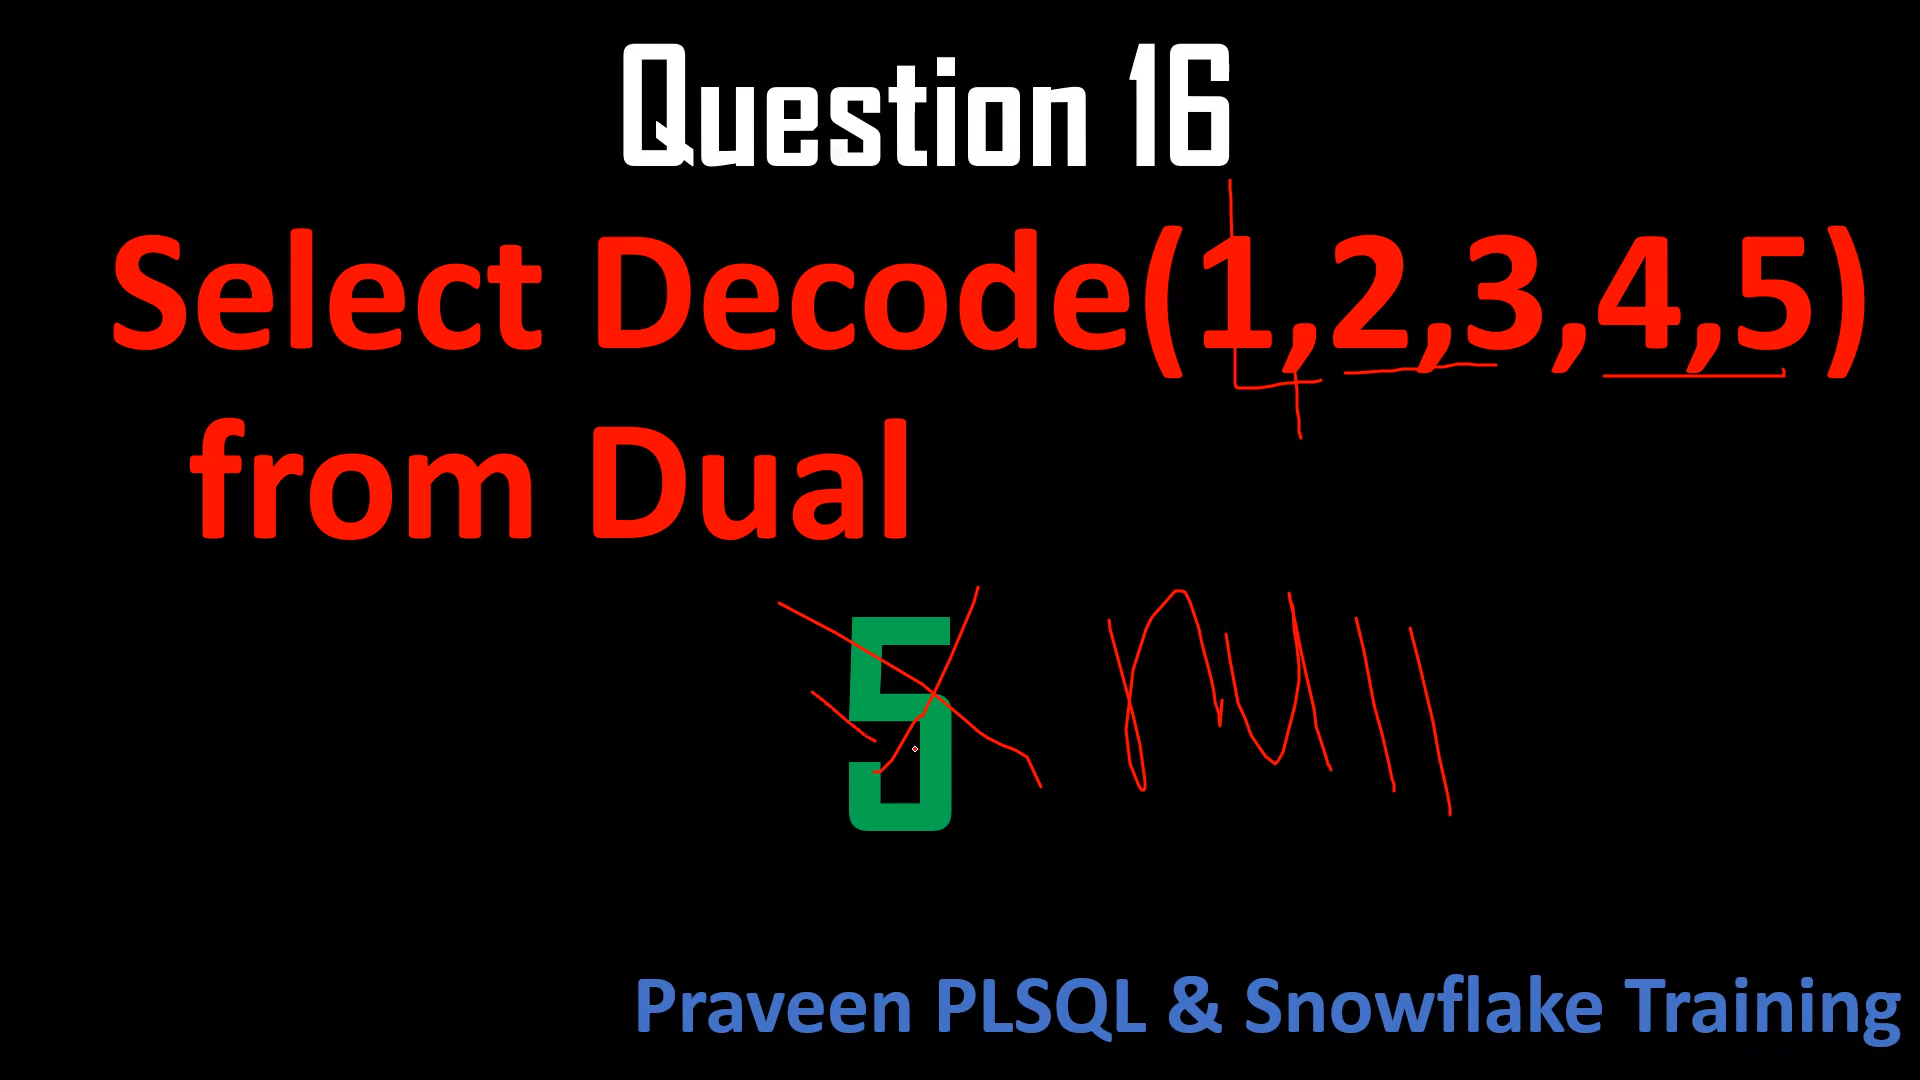 Question 16
Select Decode(1,2,3,4,5)
from Dual
5 null
Praveen PLSQL & Snowflake Training